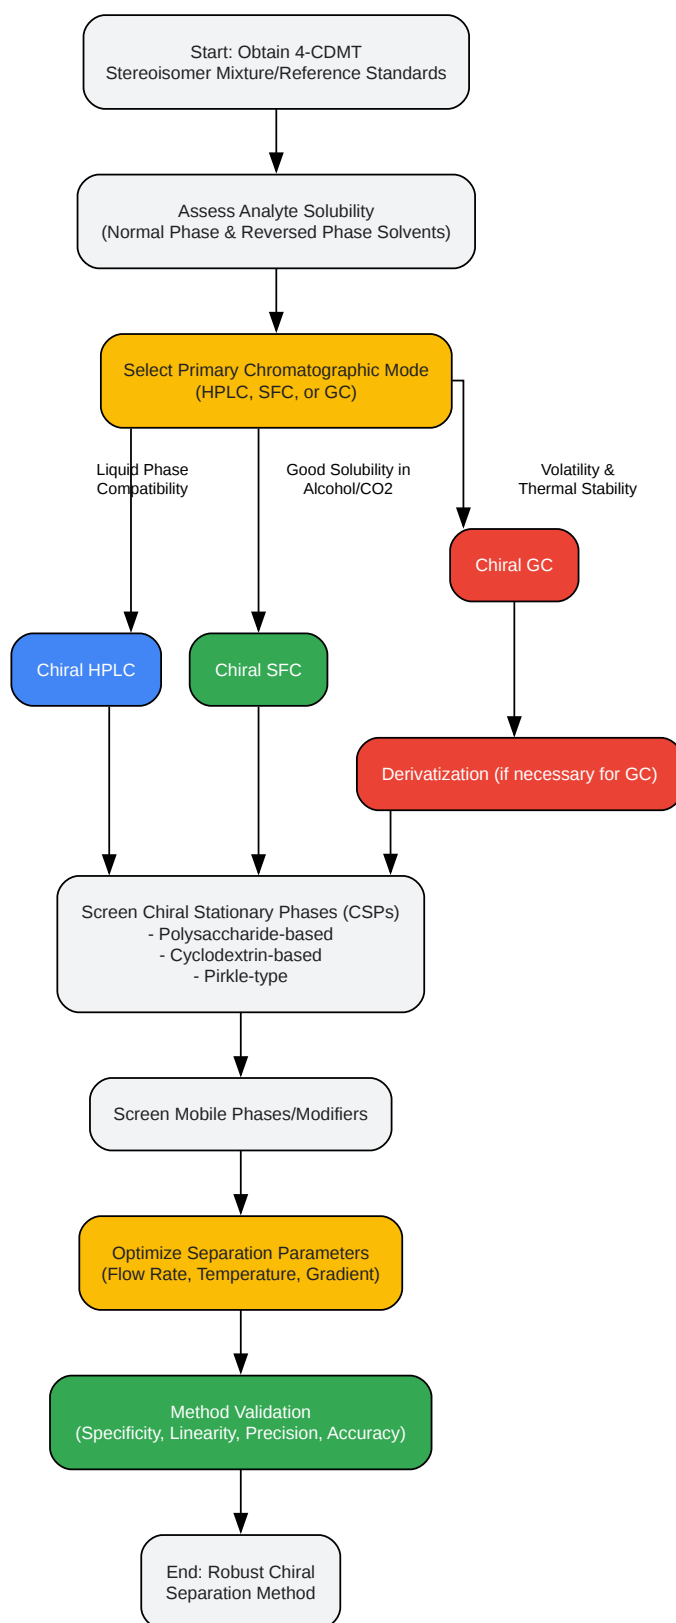 Start: Obtain 4-CDMT
Stereoisomer Mixture/Reference Standards
Assess Analyte Solubility
(Normal Phase & Reversed Phase Solvents)
Select Primary Chromatographic Mode
(HPLC, SFC, or GC)
Liquid Phase
Compatibility
Good Solubility in
Alcohol/CO2
Volatility &
Thermal Stability
Chiral GC
Chiral HPLC
Chiral SFC
Derivatization (if necessary for GC)
Screen Chiral Stationary Phases (CSPs)
- Polysaccharide-based
- Cyclodextrin-based
- Pirkle-type
Screen Mobile Phases/Modifiers
Optimize Separation Parameters
(Flow Rate, Temperature, Gradient)
Method Validation
(Specificity, Linearity, Precision, Accuracy)
End: Robust Chiral
Separation Method